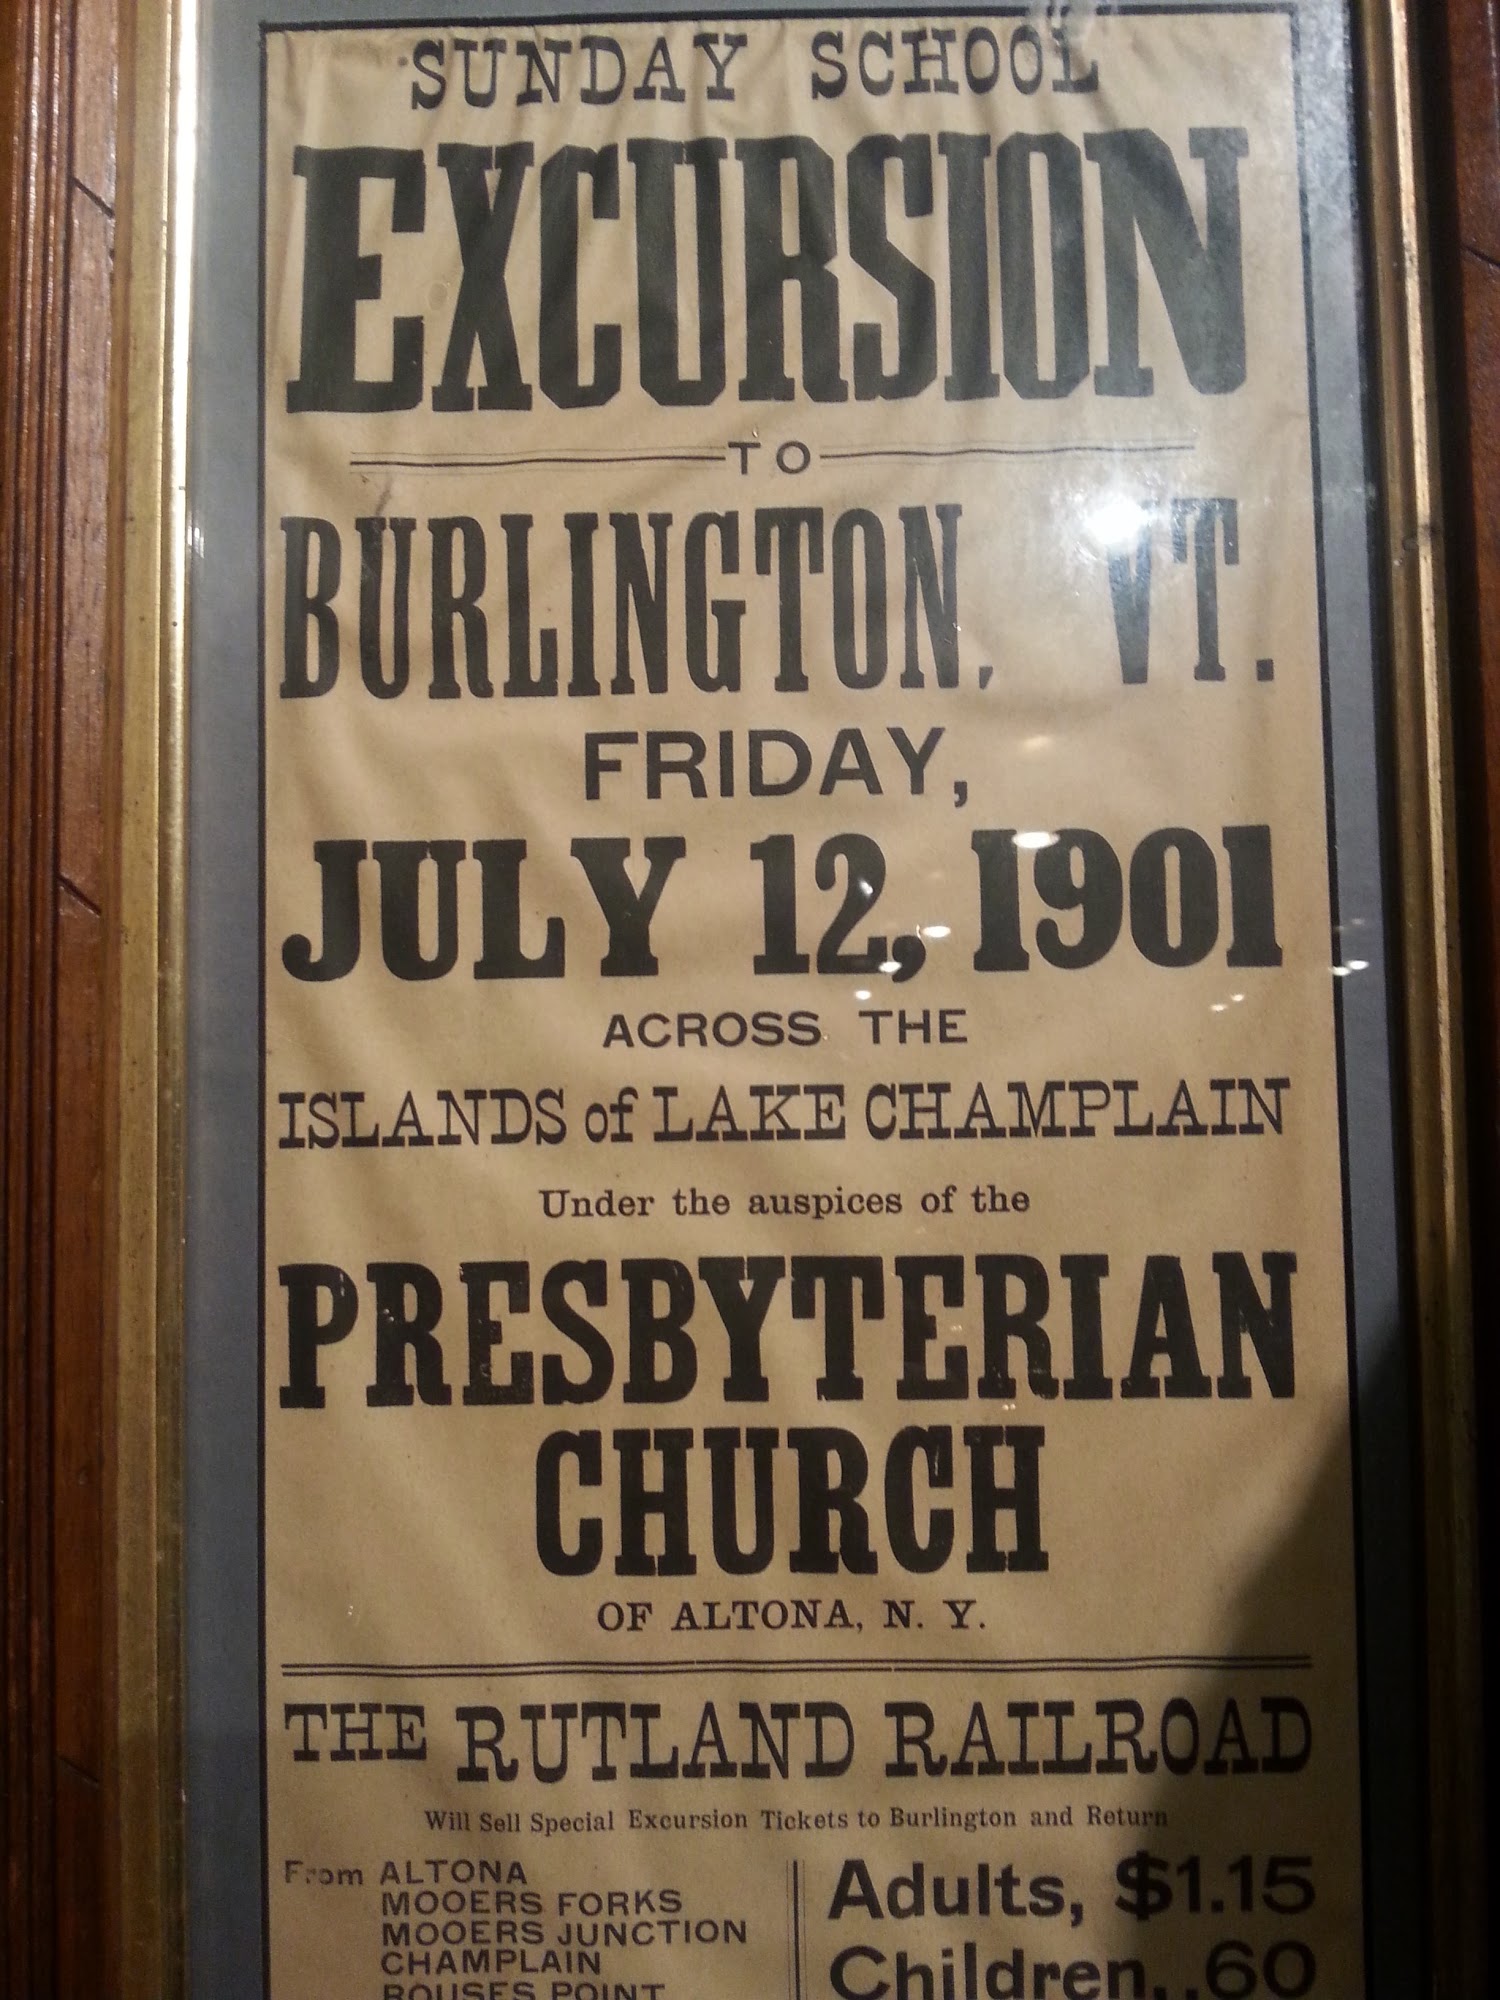 SUNDAY SCHOOL
EXCURSION
TO
BURLINGTON, VT.
FRIDAY,
JULY 12, 1901
ACROSS THE
ISLANDS of LAKE CHAMPLAIN
Under the auspices of the
PRESBYTERIAN
CHURCH
OF ALTONA, N. Y.
THE RUTLAND RAILROAD
Will Sell Special Excursion Tickets to Burlington and Return
From ALTONA
MOOERS FORKS
MOOERS JUNCTION
CHAMPLAIN
ROUSES POINT
Adults, $1.15
Children, .60